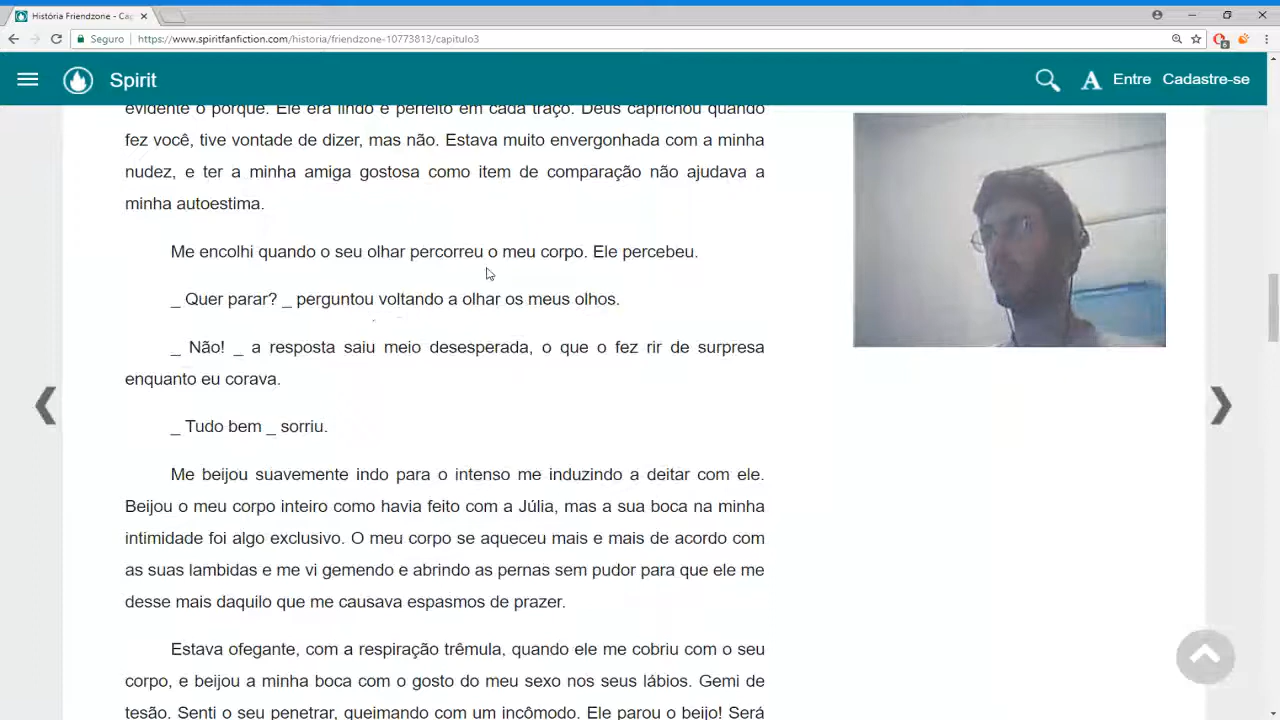 História Friendzone - Cap
Seguro
https://www.spiritfanfiction.com/historia/friendzone-10773813/capitulo3
6
Spirit
A Entre Cadastre-se
evidente o porquê. Ele era lindo e perfeito em cada traço. Deus caprichou quando
fez você, tive vontade de dizer, mas não. Estava muito envergonhada com a minha
nudez, e ter a minha amiga gostosa como item de comparação não ajudava a
minha autoestima.
Me encolhi quando o seu olhar percorreu o meu corpo. Ele percebeu.
_ Quer parar? _ perguntou voltando a olhar os meus olhos.
_ Não! _ a resposta saiu meio desesperada, o que o fez rir de surpresa
enquanto eu corava.
_ Tudo bem _ sorriu.
Me beijou suavemente indo para o intenso me induzindo a deitar com ele.
Beijou o meu corpo inteiro como havia feito com a Júlia, mas a sua boca na minha
intimidade foi algo exclusivo. O meu corpo se aqueceu mais e mais de acordo com
as suas lambidas e me vi gemendo e abrindo as pernas sem pudor para que ele me
desse mais daquilo que me causava espasmos de prazer.
Estava ofegante, com a respiração trêmula, quando ele me cobriu com o seu
corpo, e beijou a minha boca com o gosto do meu sexo nos seus lábios. Gemi de
tesão. Senti o seu penetrar, queimando com um incômodo. Ele parou o beijo! Será